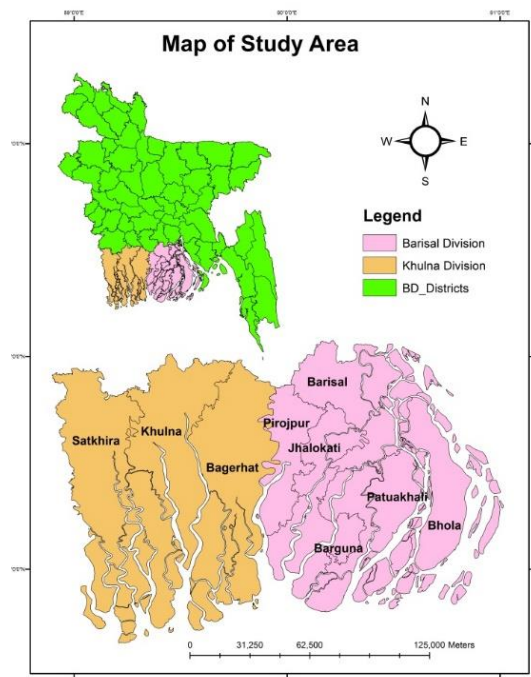 Map of Study Area
N
W E
S
Legend
Barisal Division
Khulna Division
BD_Districts
Barisal
Pirojpur
Khulna
Satkhira
Jhalokati
Bagerhat
Patuakhali
Bhola
Barguna
0 31,250 62,500 125,000 Meters